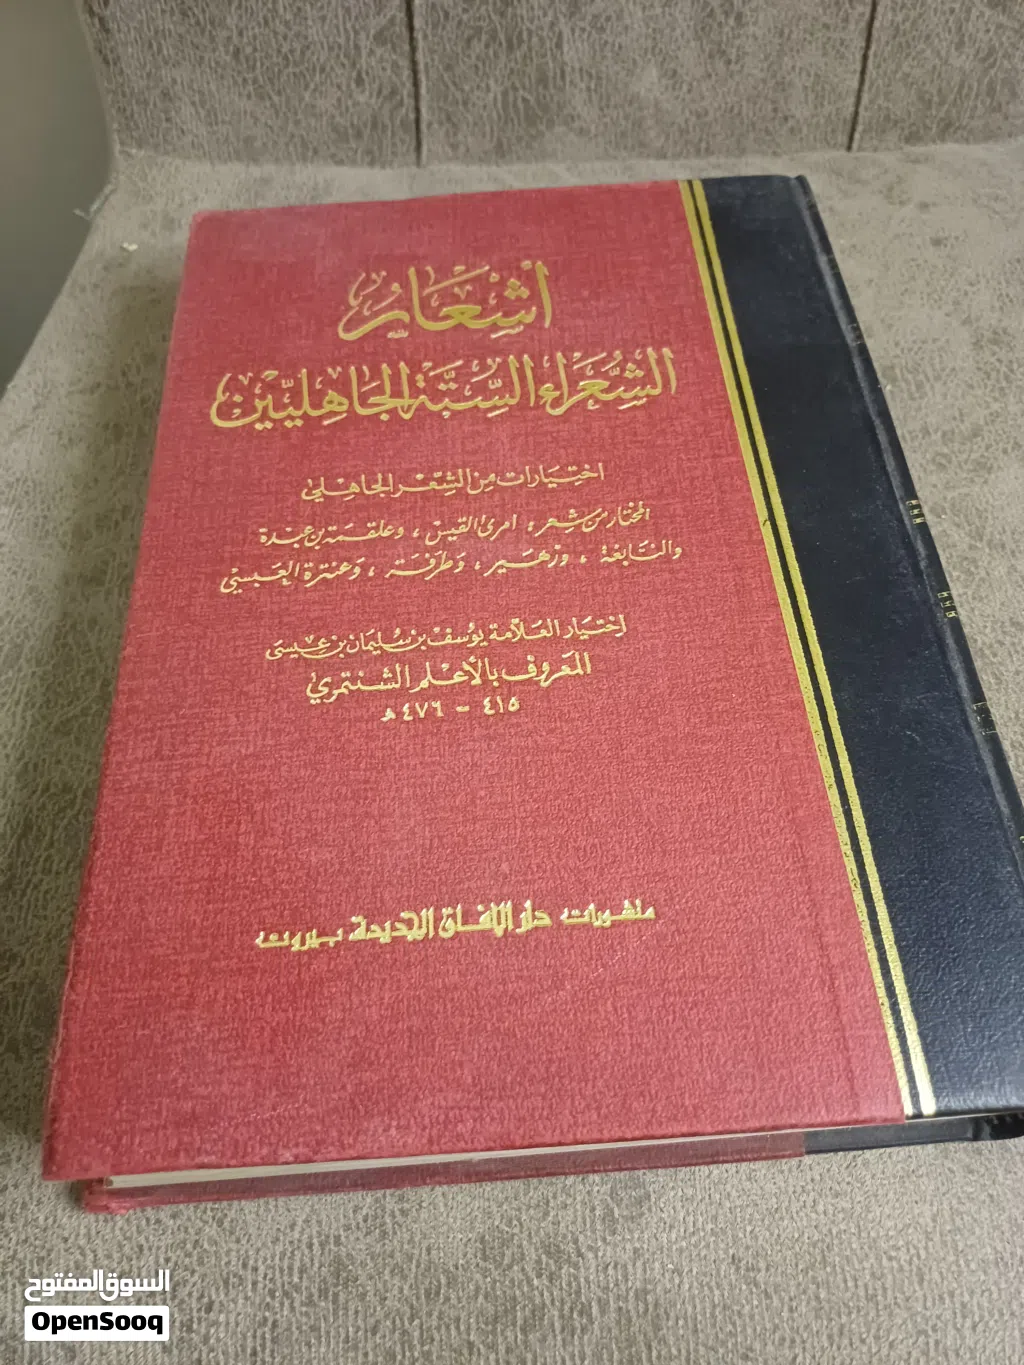 أشعار
الشعراء الستة الجاهليين
اختيارات من الشعر الجاهلي
المختار من شعر: امرئ القيس، وعلقمة بن عبدة
والنابغة، وزهير، وطرفة، وعنترة العبسي
اختيار العلامة يوسف بن سليمان بن عيسى
المعروف بالأعلم الشنتمري
٤١٥ - ٤٧٦ هـ
منشورات دار الآفاق الجديدة بيروت
السوق المفتوح
OpenSooq